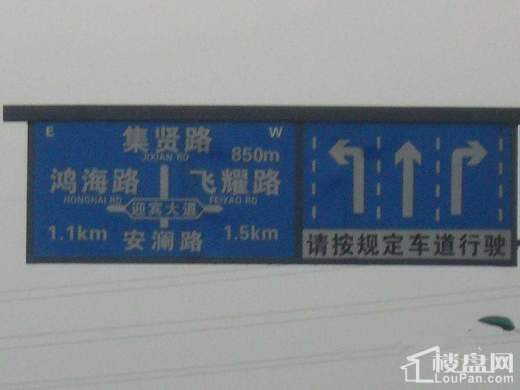 E
W
集贤路
JIXIAN RD
850m
鸿海路
HONGHAI RD
飞耀路
FEIYAO RD
迎宾大道
1.1km
安澜路
1.5km
请按规定车道行驶
楼盘网
LouPan.com